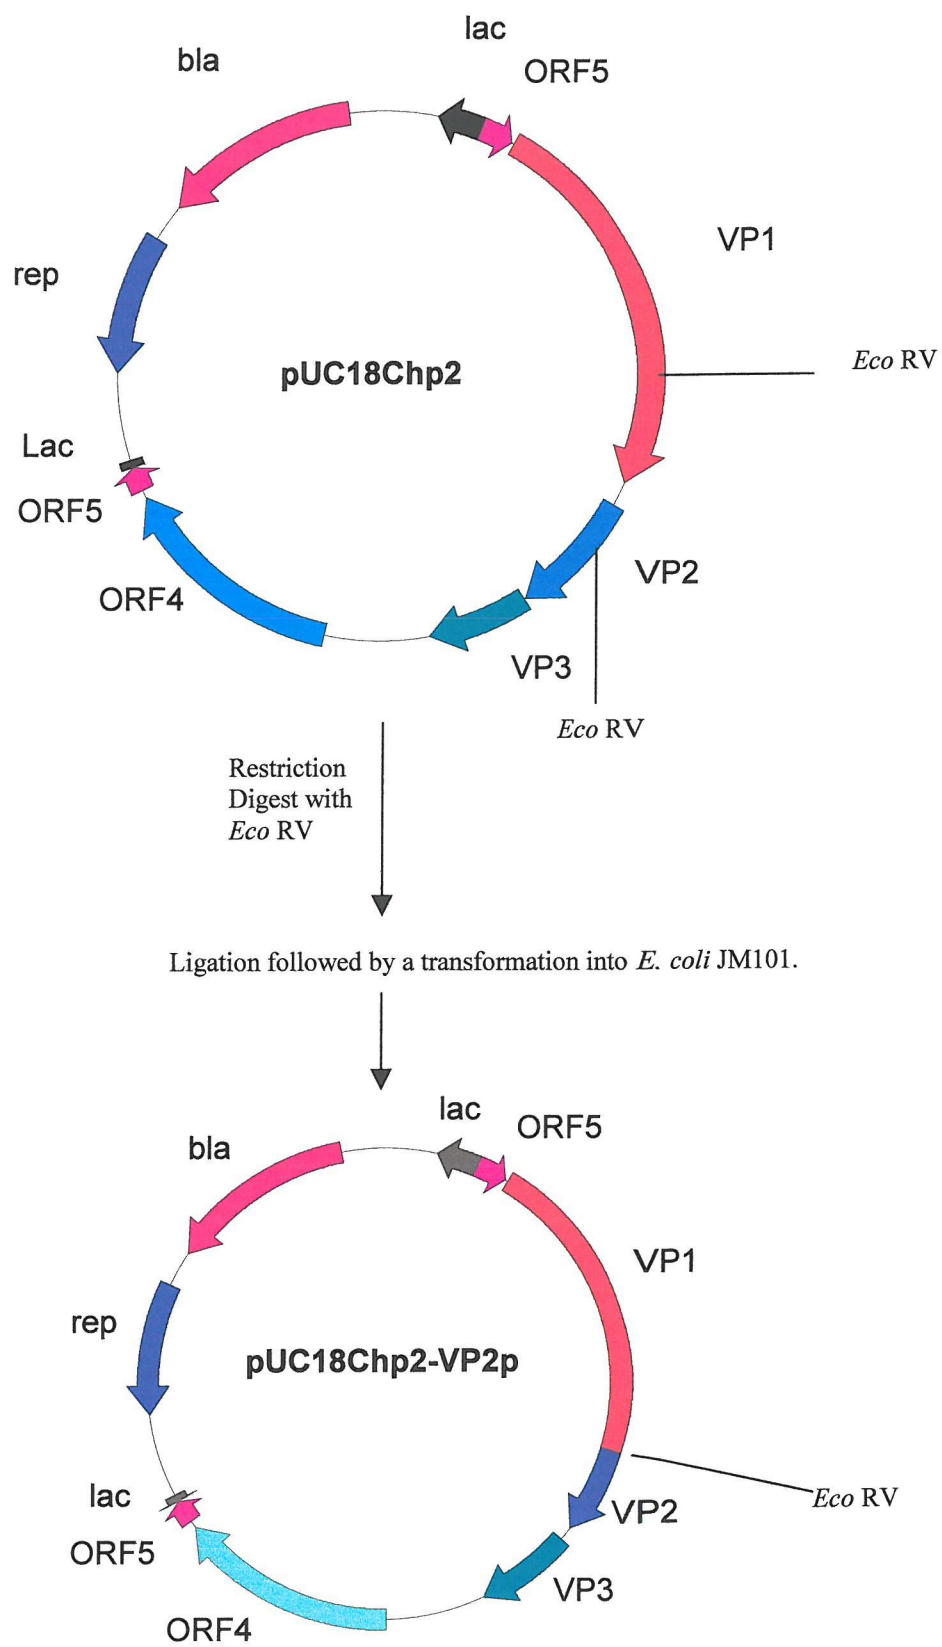 lac
bla
ORF5
VP1
rep
pUC18Chp2
Eco RV
Lac
ORF5
VP2
ORF4
VP3
Eco RV
Restriction
Digest with
Eco RV
Ligation followed by a transformation into E. coli JM101.
lac
ORF5
bla
VP1
rep
pUC18Chp2-VP2p
lac
Eco RV
VP2
ORF5
VP3
ORF4